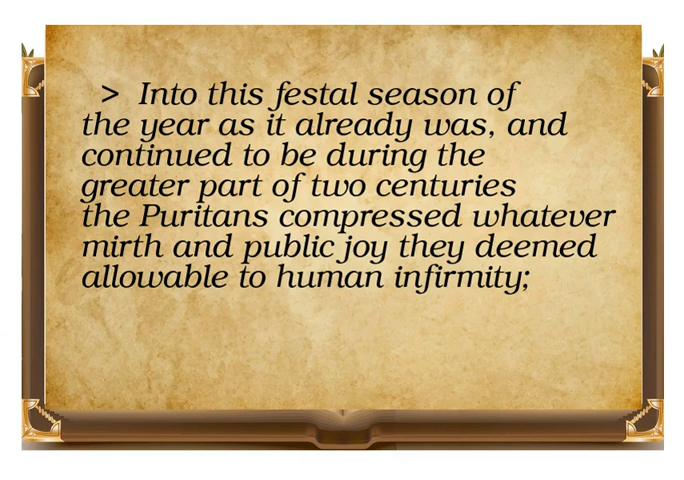 > Into this festal season of
the year as it already was, and
continued to be during the
greater part of two centuries
the Puritans compressed whatever
mirth and public joy they deemed
allowable to human infirmity;